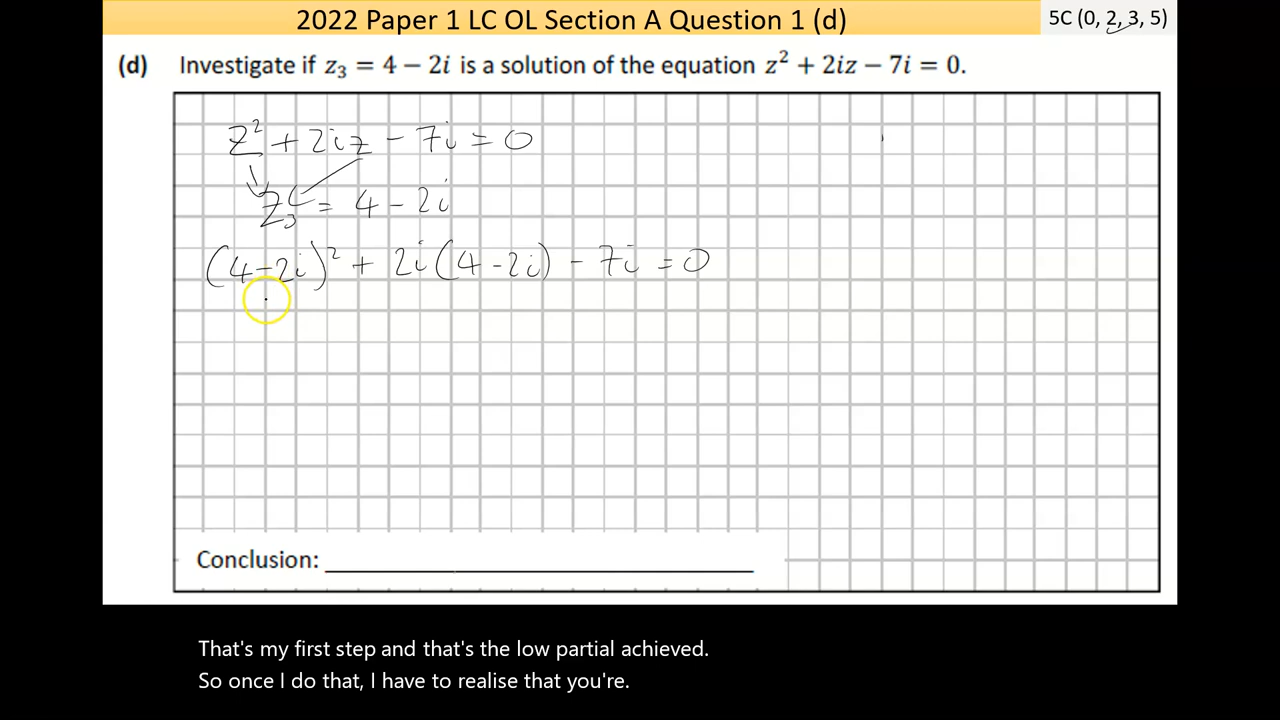 2022 Paper 1 LC OL Section A Question 1 (d)
5C (0, 2, 3, 5)
(d) Investigate if z₃ = 4 − 2i is a solution of the equation z² + 2iz − 7i = 0.
z² + 2iz − 7i = 0
z₃ = 4 − 2i
(4 − 2i)² + 2i(4 − 2i) − 7i = 0
Conclusion:
That's my first step and that's the low partial achieved.
So once I do that, I have to realise that you're.